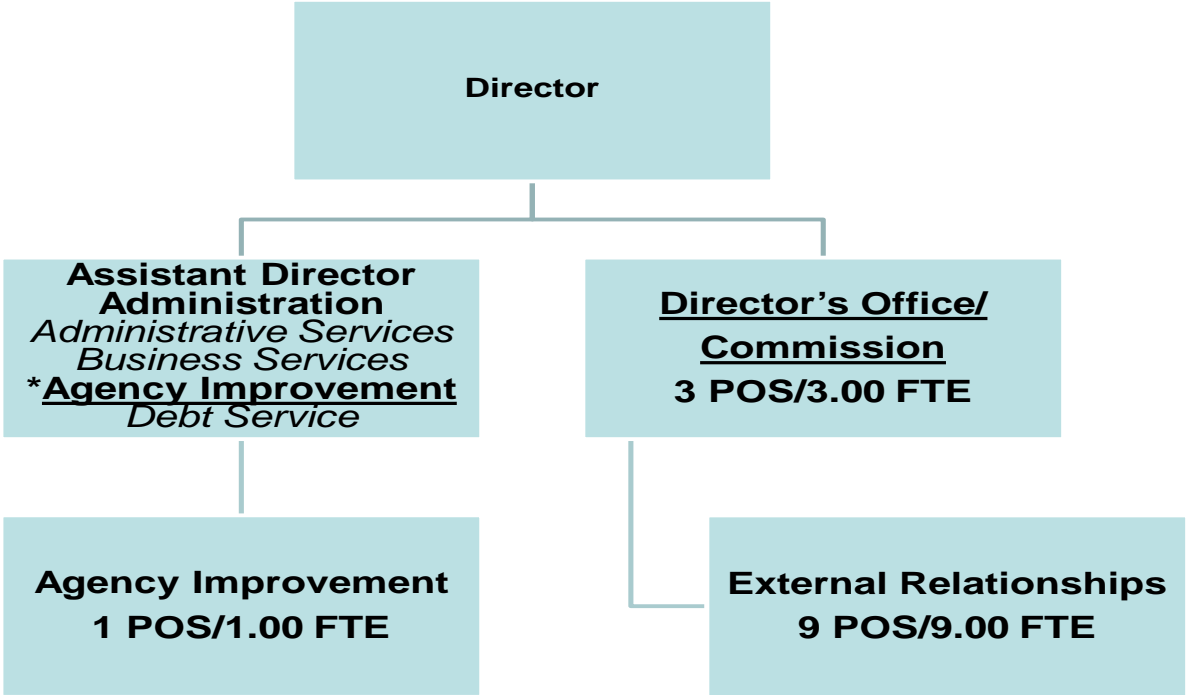 Director
Assistant Director
Administration
Administrative Services
Business Services
*Agency Improvement
Debt Service
Director’s Office/
Commission
3 POS/3.00 FTE
Agency Improvement
1 POS/1.00 FTE
External Relationships
9 POS/9.00 FTE